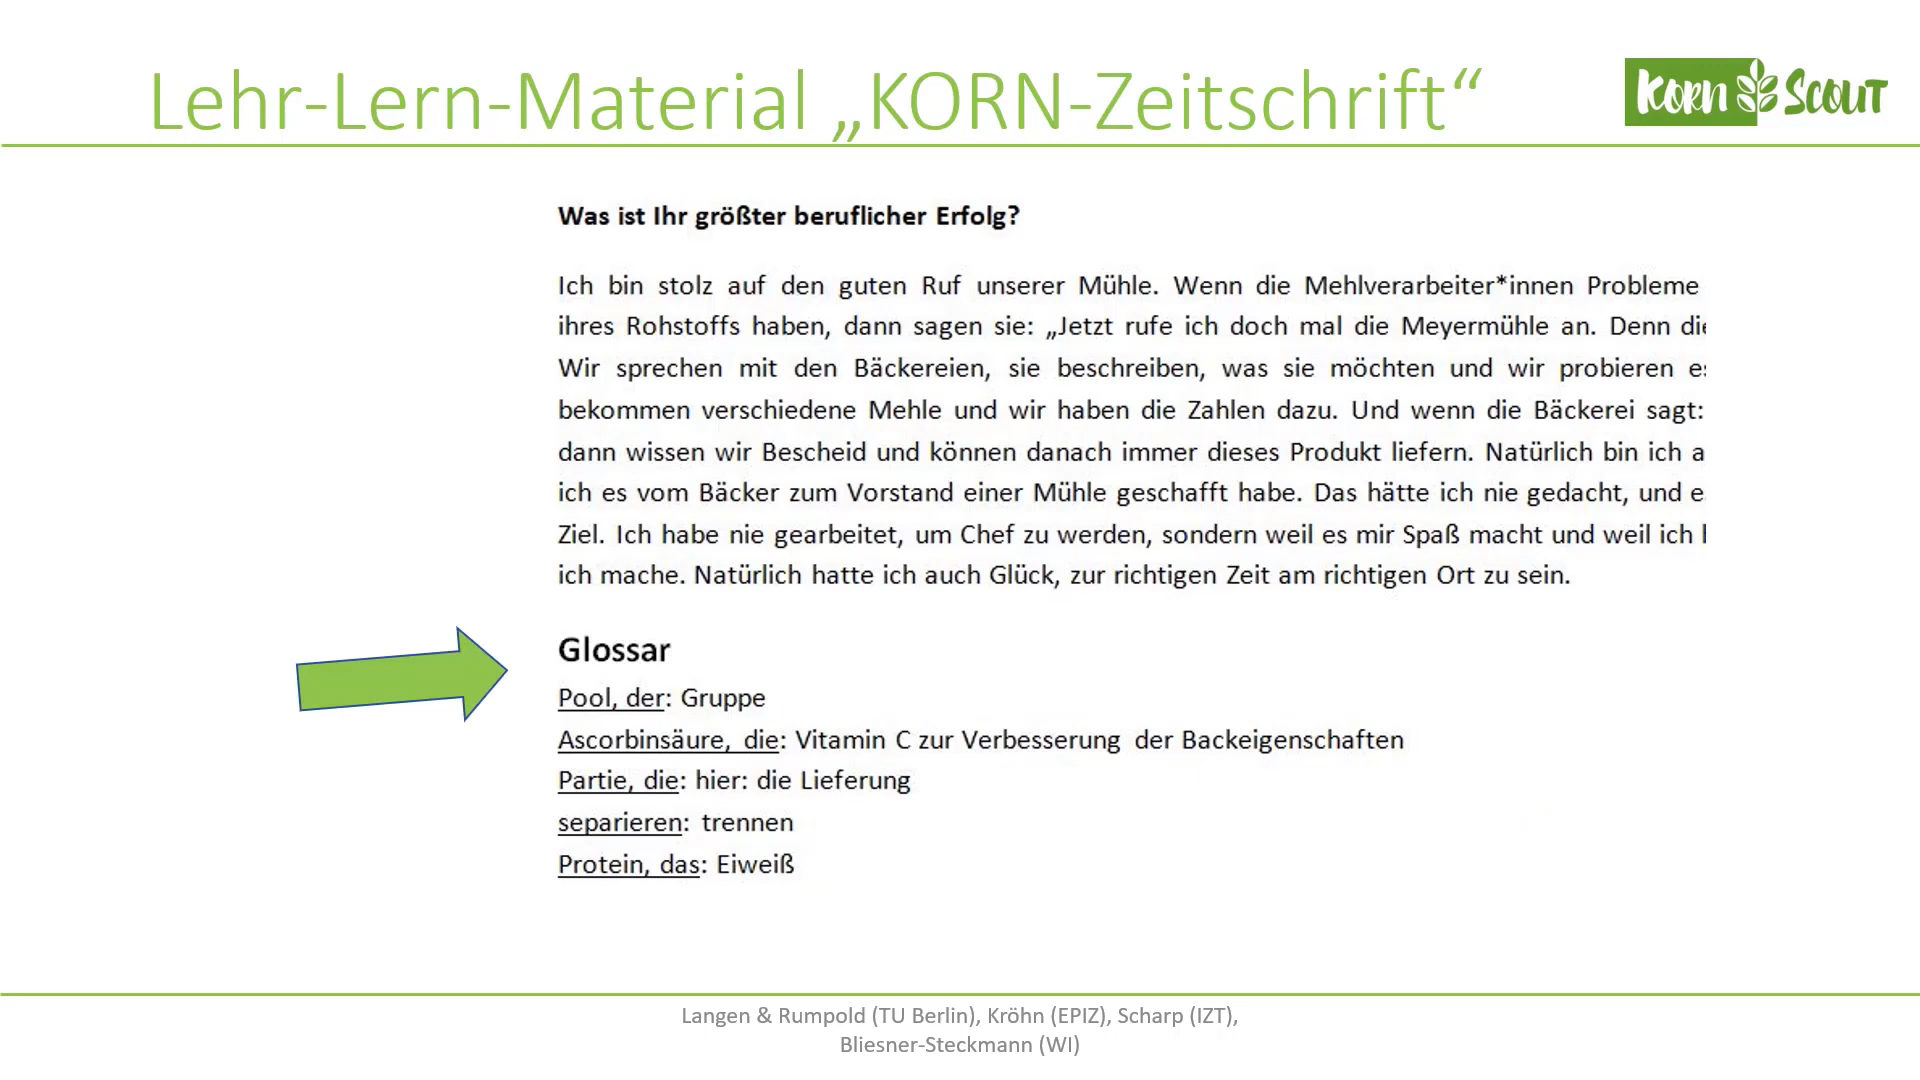 Lehr-Lern-Material „KORN-Zeitschrift“
KORN SCOUT
Was ist Ihr größter beruflicher Erfolg?
Ich bin stolz auf den guten Ruf unserer Mühle. Wenn die Mehlverarbeiter*innen Probleme
ihres Rohstoffs haben, dann sagen sie: „Jetzt rufe ich doch mal die Meyermühle an. Denn
Wir sprechen mit den Bäckereien, sie beschreiben, was sie möchten und wir probieren
bekommen verschiedene Mehle und wir haben die Zahlen dazu. Und wenn die Bäckerei sagt:
dann wissen wir Bescheid und können danach immer dieses Produkt liefern. Natürlich bin ich
ich es vom Bäcker zum Vorstand einer Mühle geschafft habe. Das hätte ich nie gedacht, und
Ziel. Ich habe nie gearbeitet, um Chef zu werden, sondern weil es mir Spaß macht und weil ich
ich mache. Natürlich hatte ich auch Glück, zur richtigen Zeit am richtigen Ort zu sein.
Glossar
Pool, der: Gruppe
Ascorbinsäure, die: Vitamin C zur Verbesserung der Backeigenschaften
Partie, die: hier: die Lieferung
separieren: trennen
Protein, das: Eiweiß
Langen & Rumpold (TU Berlin), Kröhn (EPIZ), Scharp (IZT),
Bliesner-Steckmann (WI)